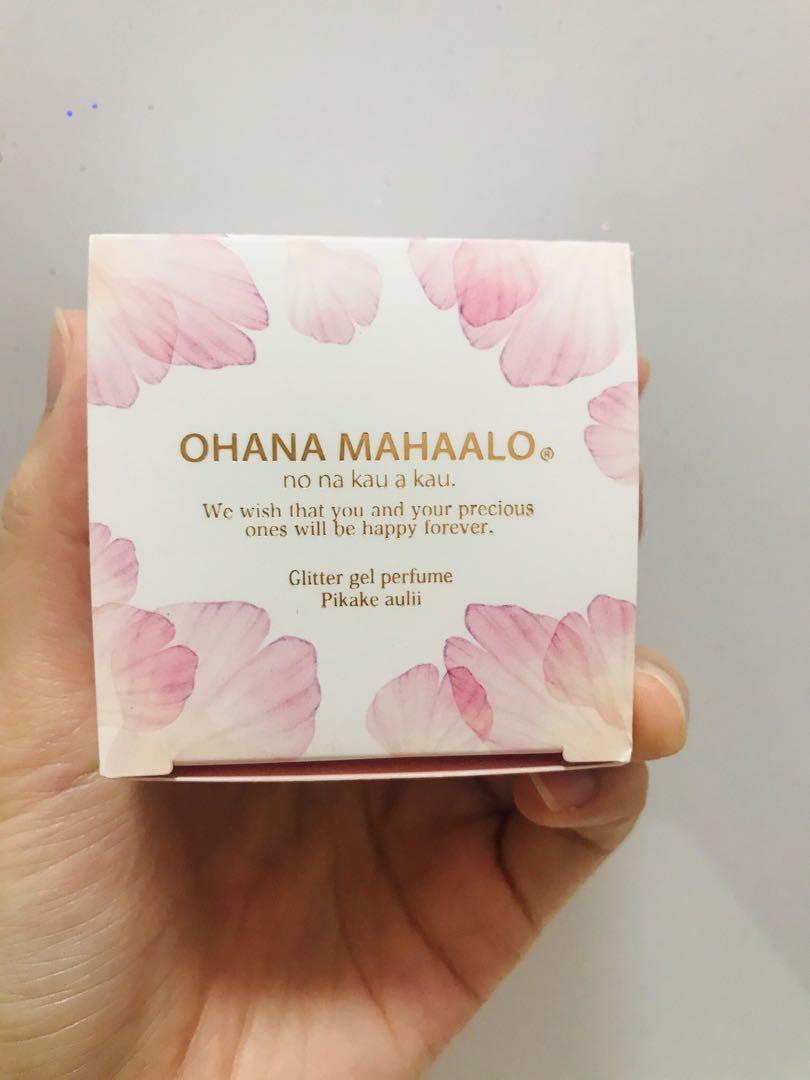 OHANA MAHAALO®
no na kau a kau.
We wish that you and your precious
ones will be happy forever.
Glitter gel perfume
Pikake aulii